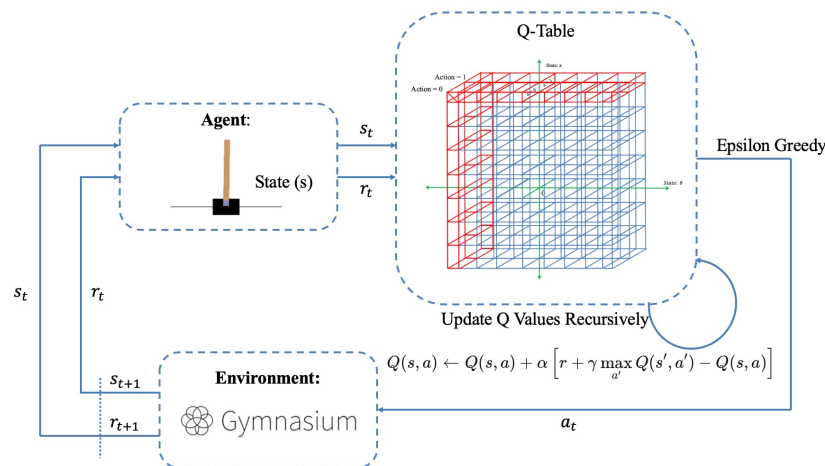 Q-Table
State: x
Action = 1
Action = 0
State: θ
0
Agent:
State (s)
s_t
r_t
Epsilon Greedy
s_t
r_t
Update Q Values Recursively
Q(s, a) ← Q(s, a) + α [r + γ max_{a′} Q(s′, a′) − Q(s, a)]
Environment:
Gymnasium
s_{t+1}
r_{t+1}
a_t